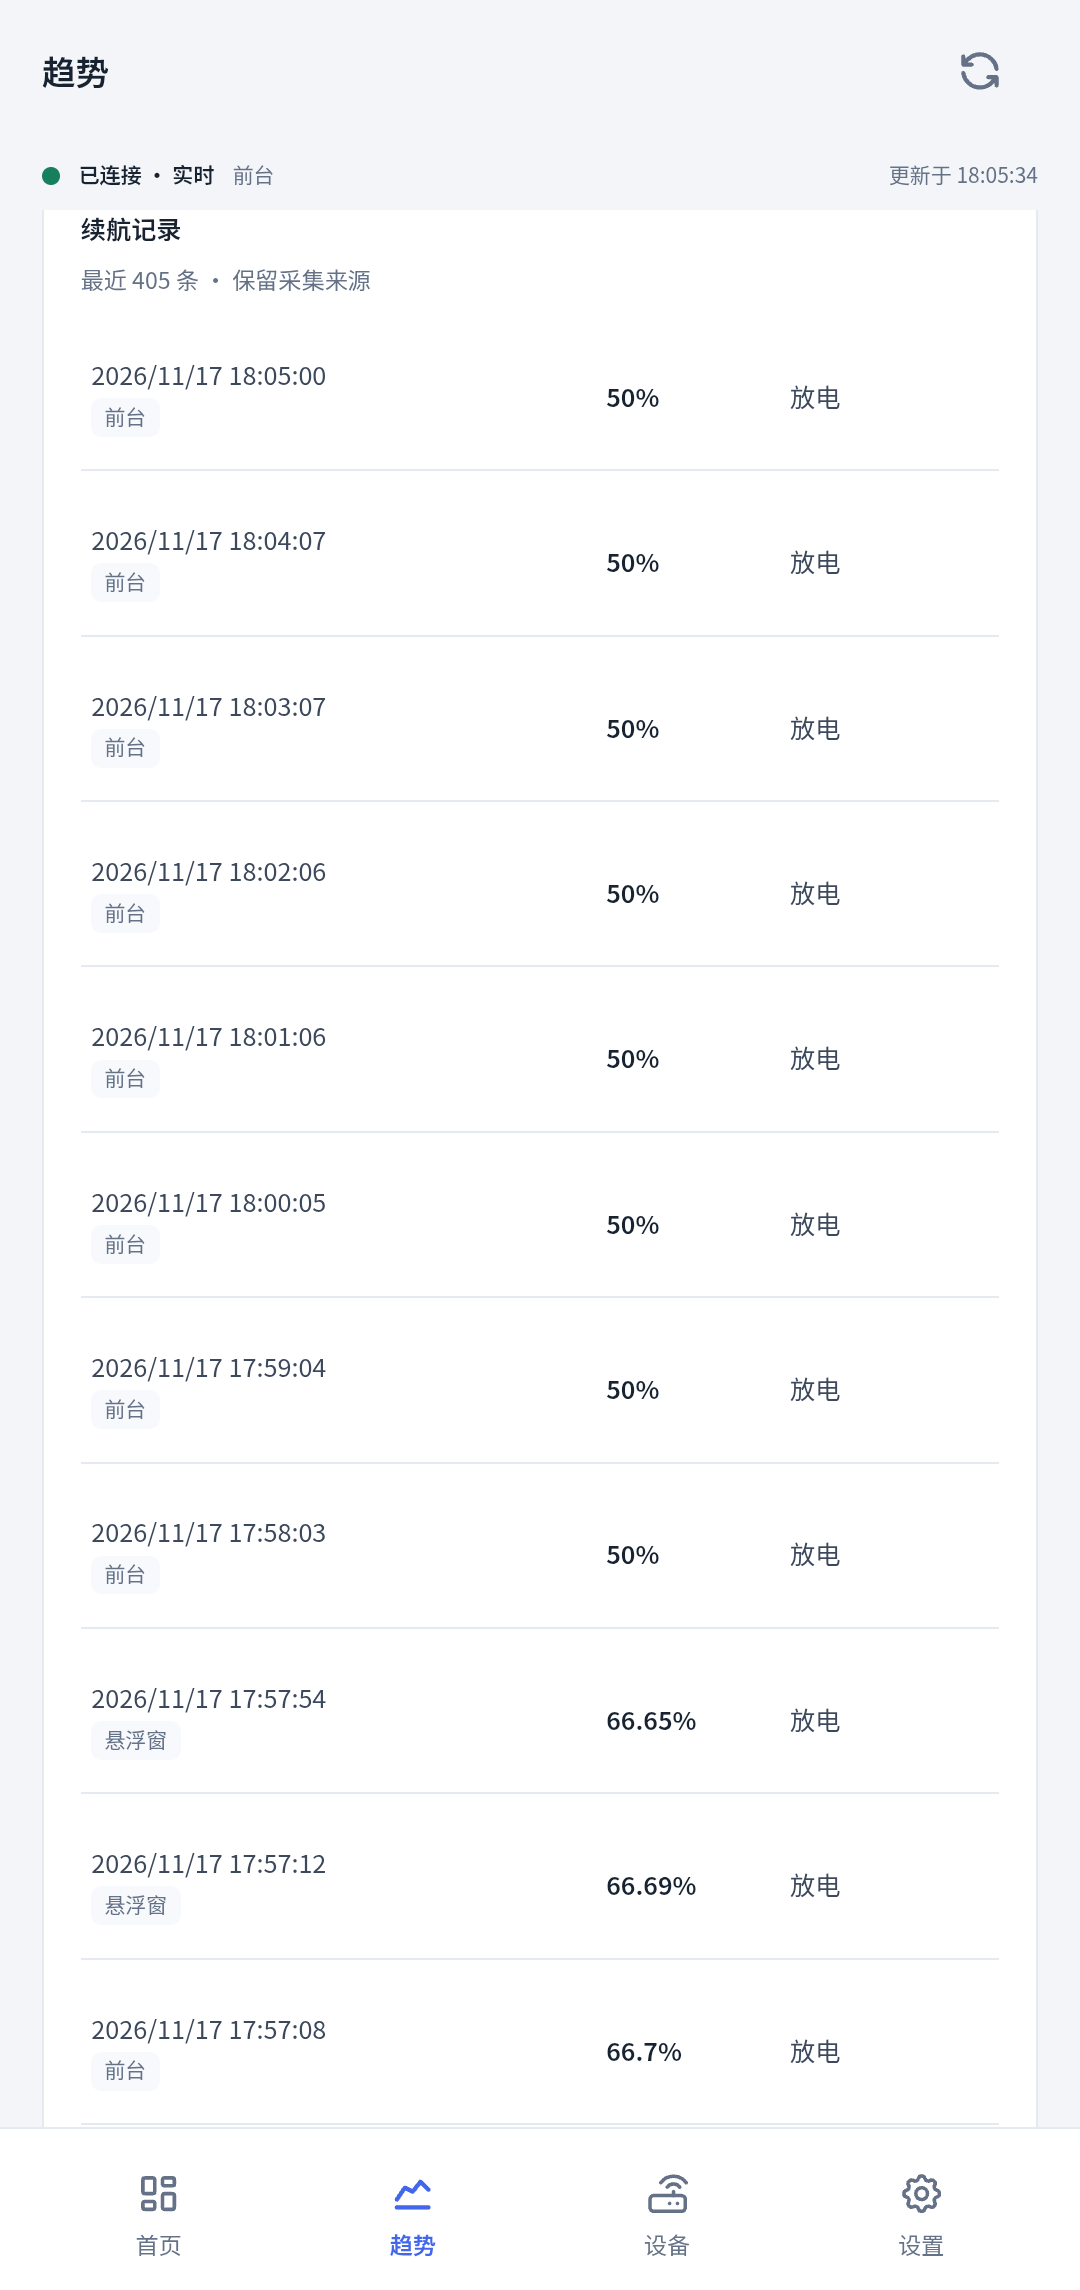 趋势
已连接 · 实时 前台 更新于 18:05:34
续航记录
最近 405 条 · 保留采集来源
2026/11/17 18:05:00
前台
50% 放电
2026/11/17 18:04:07
前台
50% 放电
2026/11/17 18:03:07
前台
50% 放电
2026/11/17 18:02:06
前台
50% 放电
2026/11/17 18:01:06
前台
50% 放电
2026/11/17 18:00:05
前台
50% 放电
2026/11/17 17:59:04
前台
50% 放电
2026/11/17 17:58:03
前台
50% 放电
2026/11/17 17:57:54
悬浮窗
66.65% 放电
2026/11/17 17:57:12
悬浮窗
66.69% 放电
2026/11/17 17:57:08
前台
66.7% 放电
首页 趋势 设备 设置